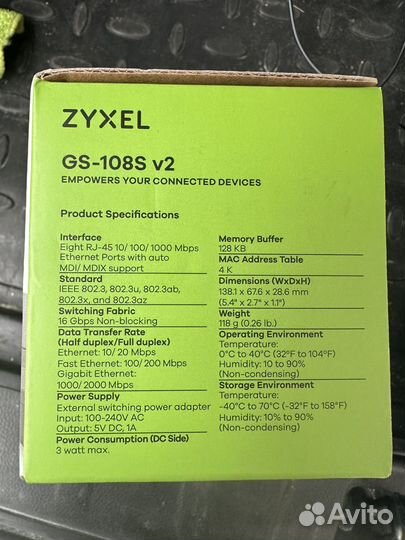 ZYXEL
GS-108S v2
EMPOWERS YOUR CONNECTED DEVICES
Product Specifications
Interface
Eight RJ-45 10/ 100/ 1000 Mbps
Ethernet Ports with auto
MDI/ MDIX support
Standard
IEEE 802.3, 802.3u, 802.3ab,
802.3x, and 802.3az
Switching Fabric
16 Gbps Non-blocking
Data Transfer Rate
(Half duplex/Full duplex)
Ethernet: 10/ 20 Mbps
Fast Ethernet: 100/ 200 Mbps
Gigabit Ethernet:
1000/ 2000 Mbps
Power Supply
External switching power adapter
Input: 100-240V AC
Output: 5V DC, 1A
Power Consumption (DC Side)
3 watt max.
Memory Buffer
128 KB
MAC Address Table
4 K
Dimensions (WxDxH)
138.1 x 67.6 x 28.6 mm
(5.4" x 2.7" x 1.1")
Weight
118 g (0.26 lb.)
Operating Environment
Temperature:
0°C to 40°C (32°F to 104°F)
Humidity: 10 to 90%
(Non-condensing)
Storage Environment
Temperature:
-40°C to 70°C (-32°F to 158°F)
Humidity: 10 to 90%
(Non-condensing)
Avito